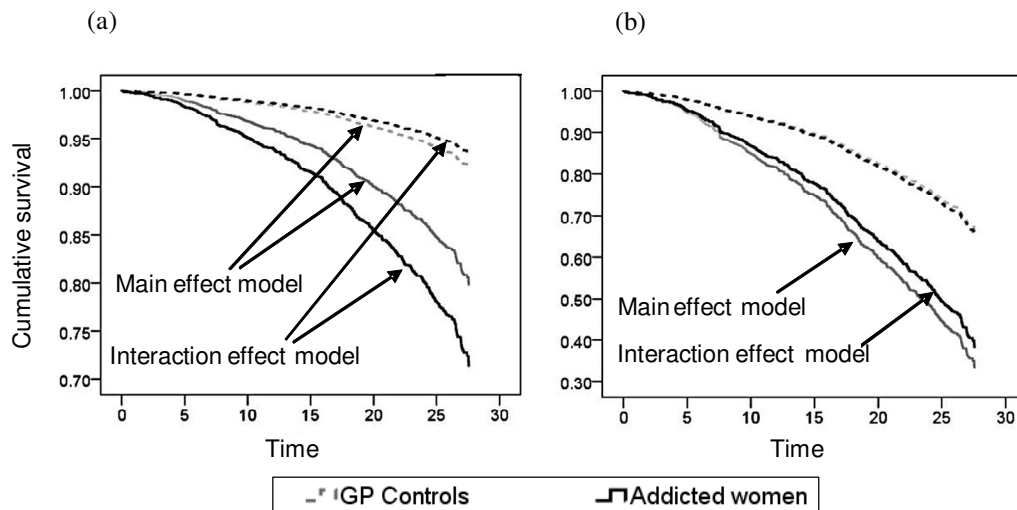 (a)
(b)
Cumulative survival
1.00
0.95
0.90
0.85
0.80
0.75
0.70
Main effect model
Interaction effect model
0 5 10 15 20 25 30
Time
1.00
0.90
0.80
0.70
0.60
0.50
0.40
0.30
Main effect model
Interaction effect model
0 5 10 15 20 25 30
Time
GP Controls
Addicted women